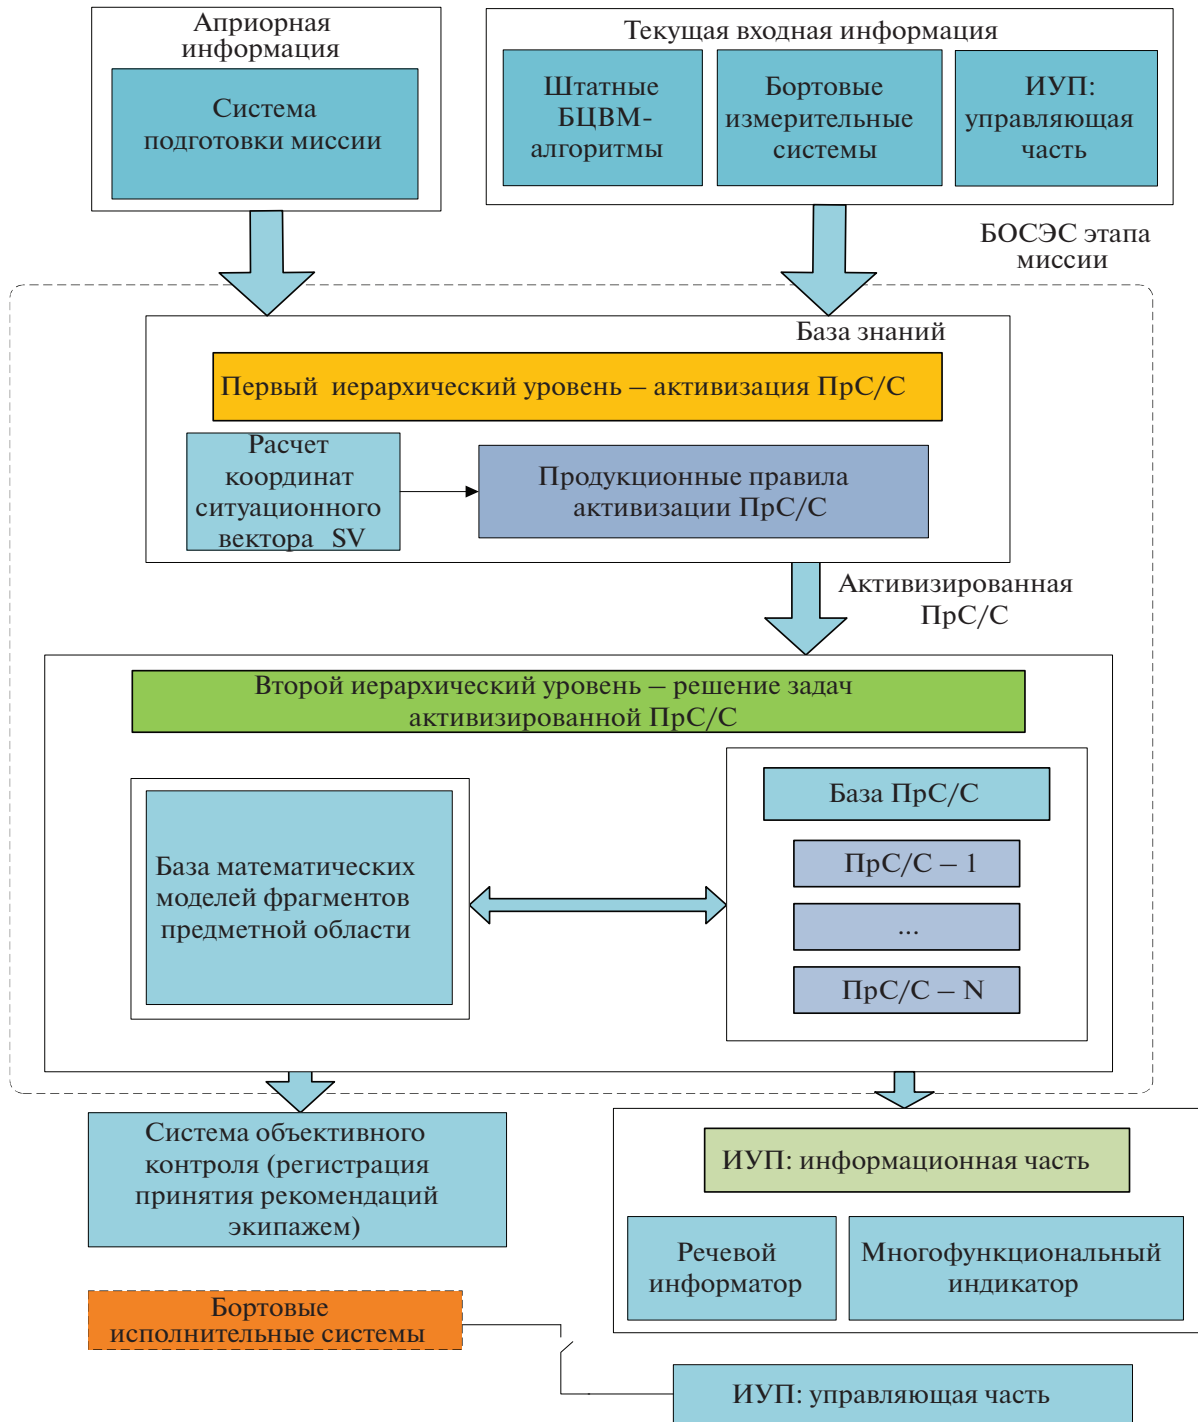 Априорная
информация
Система
подготовки миссии
Текущая входная информация
Штатные
БЦВМ-
алгоритмы
Бортовые
измерительные
системы
ИУП:
управляющая
часть
БОСЭС этапа
миссии
База знаний
Первый иерархический уровень – активизация ПрС/С
Расчет
координат
ситуационного
вектора SV
Продукционные правила
активизации ПрС/С
Активизированная
ПрС/С
Второй иерархический уровень – решение задач
активизированной ПрС/С
База математических
моделей фрагментов
предметной области
База ПрС/С
ПрС/С – 1
...
ПрС/С – N
Система объективного
контроля (регистрация
принятия рекомендаций
экипажем)
ИУП: информационная часть
Речевой
информатор
Многофункциональный
индикатор
Бортовые
исполнительные системы
ИУП: управляющая часть